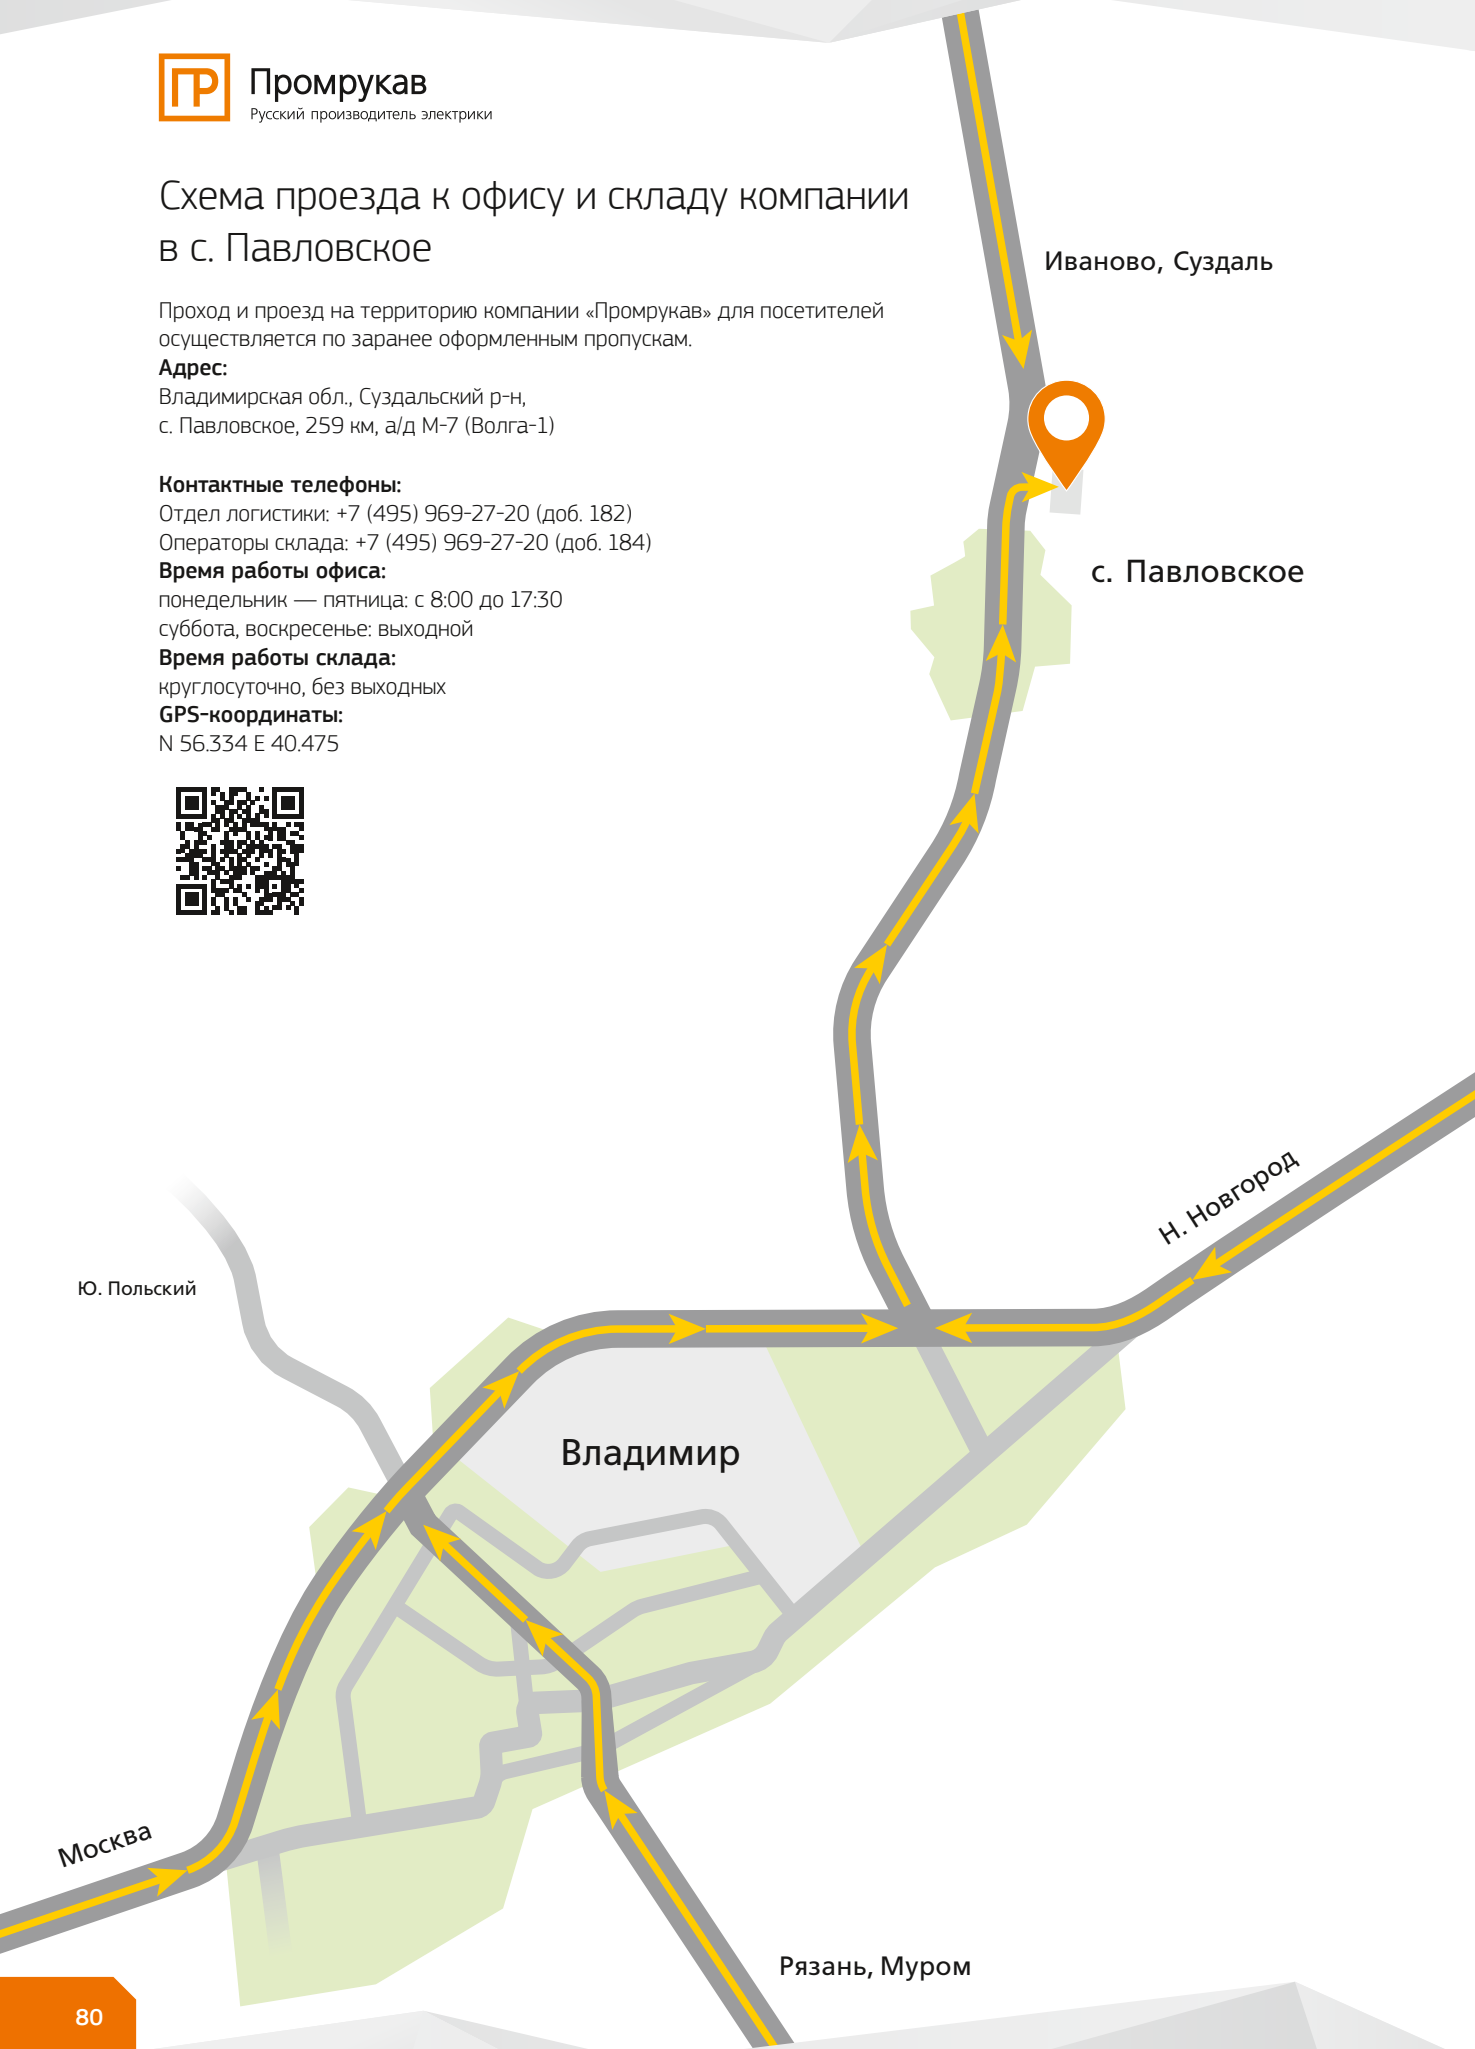 ПР
Промрукав
Русский производитель электрики
Схема проезда к офису и складу компании
в с. Павловское
Проход и проезд на территорию компании «Промрукав» для посетителей
осуществляется по заранее оформленным пропускам.
Адрес:
Владимирская обл., Суздальский р-н,
с. Павловское, 259 км, а/д М-7 (Волга-1)
Контактные телефоны:
Отдел логистики: +7 (495) 969-27-20 (доб. 182)
Операторы склада: +7 (495) 969-27-20 (доб. 184)
Время работы офиса:
понедельник — пятница: с 8:00 до 17:30
суббота, воскресенье: выходной
Время работы склада:
круглосуточно, без выходных
GPS-координаты:
N 56.334 E 40.475
Иваново, Суздаль
с. Павловское
Н. Новгород
Ю. Польский
Владимир
Москва
Рязань, Муром
80